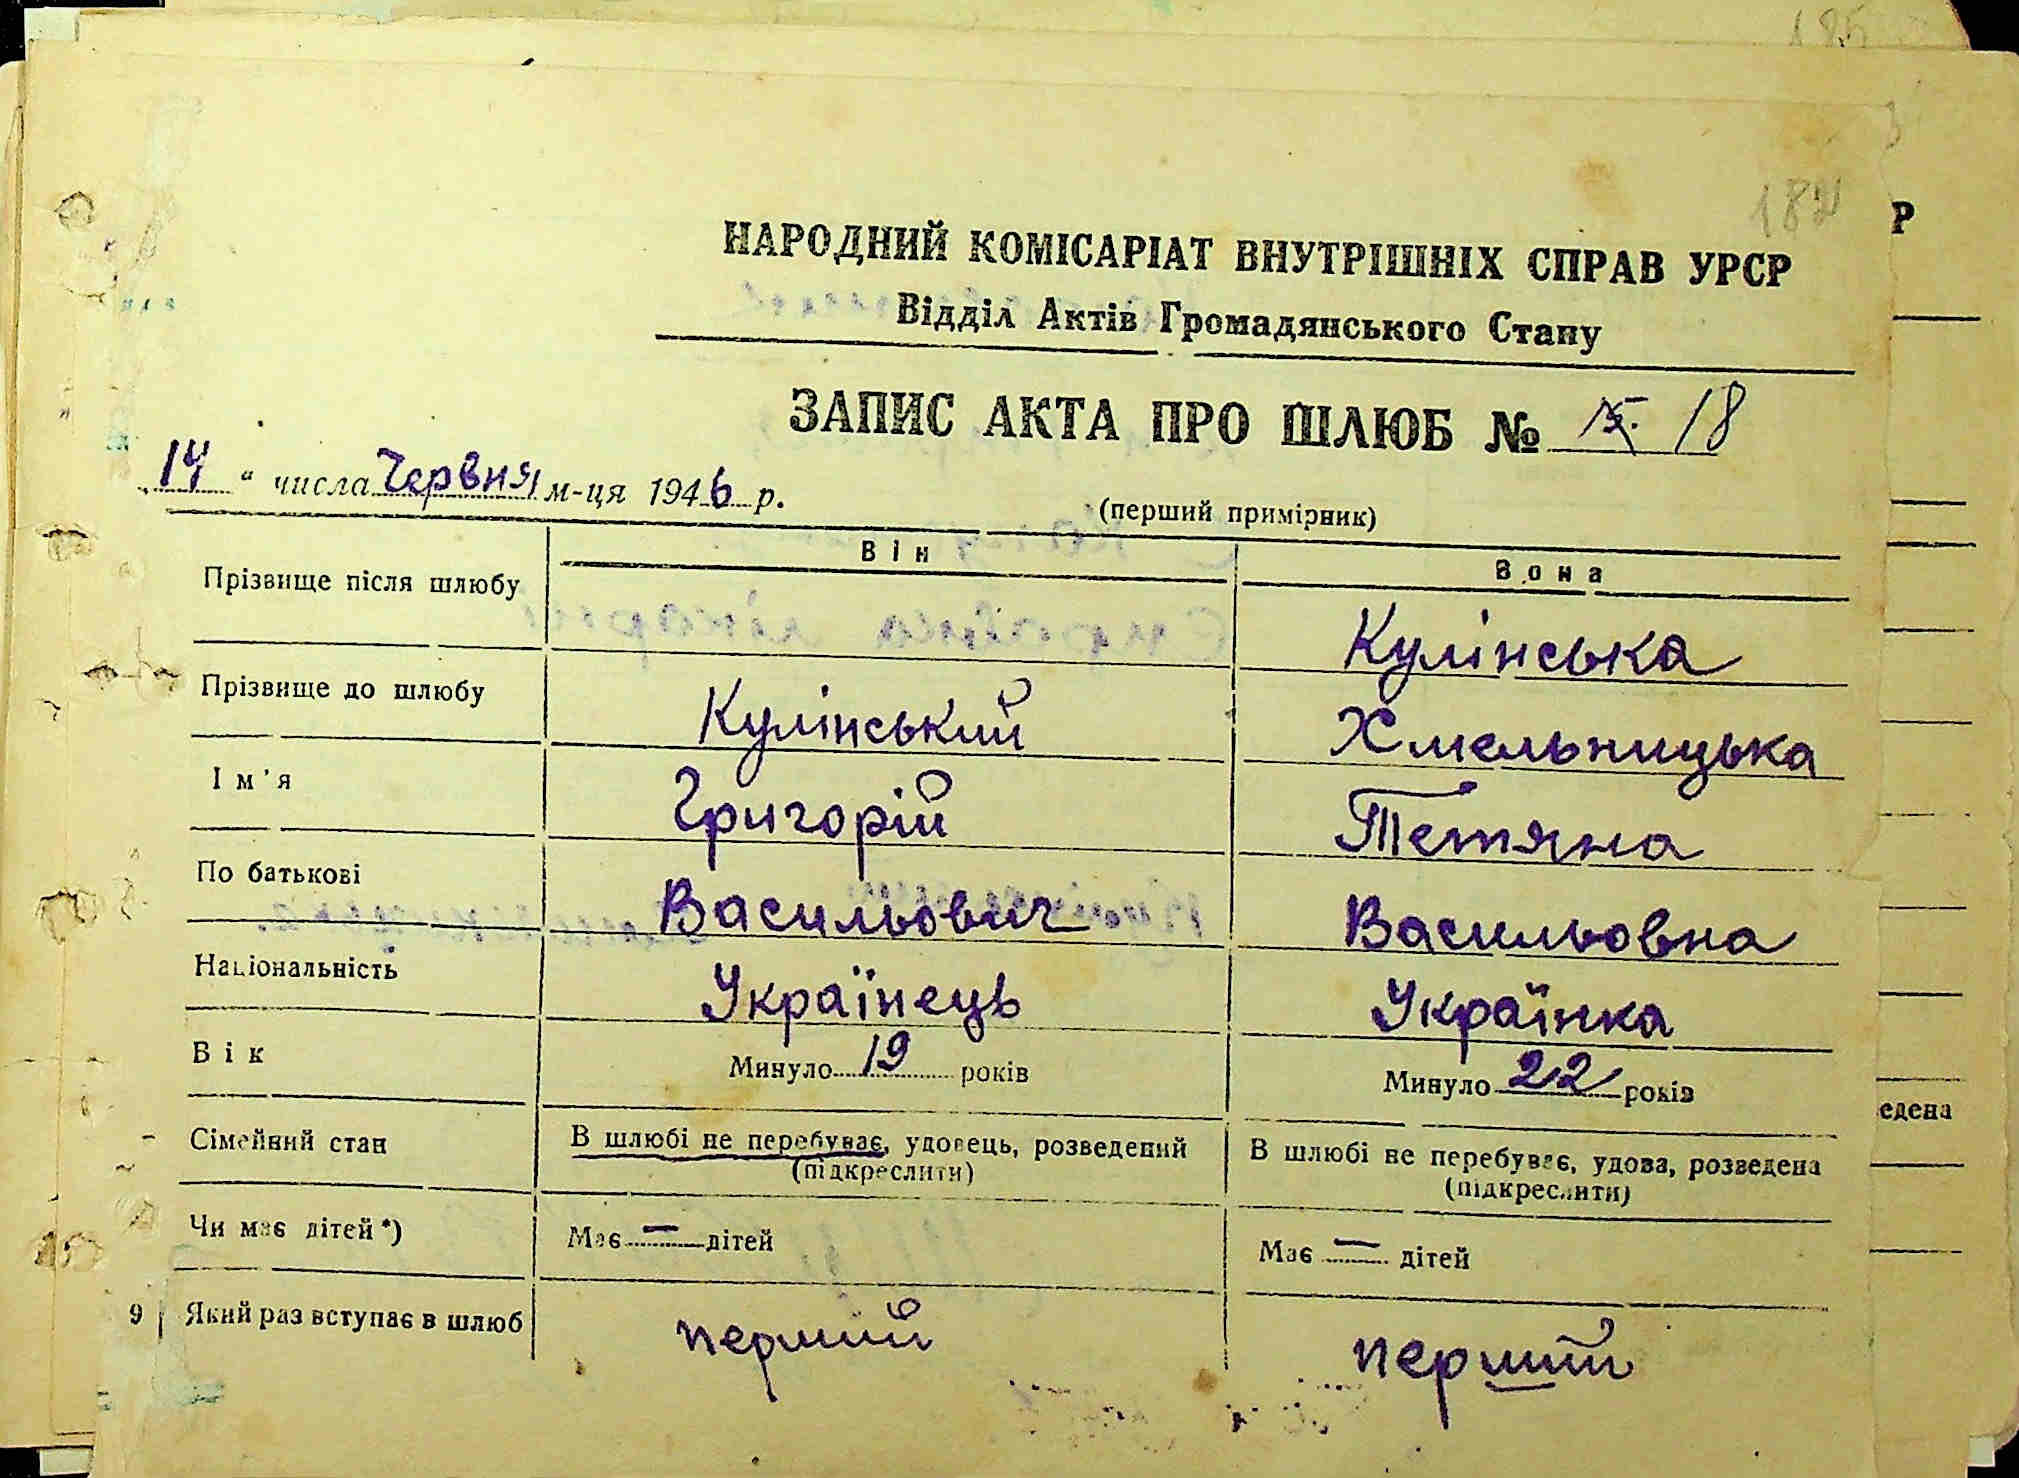 185
184
НАРОДНИЙ КОМІСАРІАТ ВНУТРІШНІХ СПРАВ УРСР
Р
Відділ Актів Громадянського Стану
ЗАПИС АКТА ПРО ШЛЮБ № 18
„14" числа Червня м-ця 1946 р.
(перший примірник)
Він Вона
Прізвище після шлюбу Кулінська
Прізвище до шлюбу Кулінський Хмельницька
Ім'я Григорій Тетяна
По батькові Васильович Васильовна
Національність Українець Українка
Вік Минуло 19 років Минуло 22 років
едена
Сімейний стан В шлюбі не перебуває, удовець, розведений В шлюбі не перебуває, удова, розведена
(підкреслити) (підкреслити)
Чи має дітей*) Має — дітей Має — дітей
9 Який раз вступає в шлюб перший перший